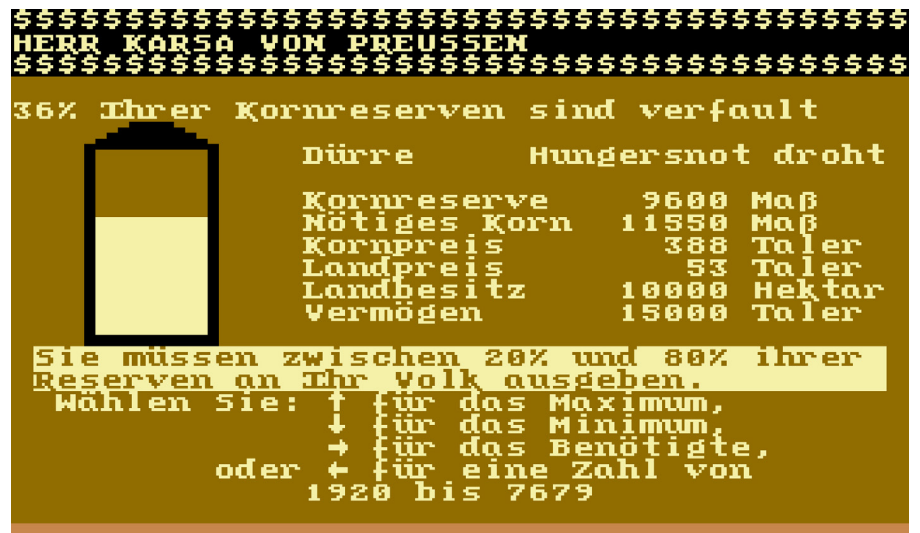 $$$$$$$$$$$$$$$$$$$$$$$$$$$$$$$$$$$$$$$$
HERR KARSA VON PREUSSEN
$$$$$$$$$$$$$$$$$$$$$$$$$$$$$$$$$$$$$$$$
36% Ihrer Kornreserven sind verfault
Dürre Hungersnot droht
Kornreserve 9600 Maß
Nötiges Korn 11550 Maß
Kornpreis 388 Taler
Landpreis 53 Taler
Landbesitz 10000 Hektar
Vermögen 15000 Taler
Sie müssen zwischen 20% und 80% ihrer
Reserven an Ihr Volk ausgeben.
Wählen Sie: ↑ für das Maximum,
↓ für das Minimum,
→ für das Benötigte,
oder ← für eine Zahl von
1920 bis 7679